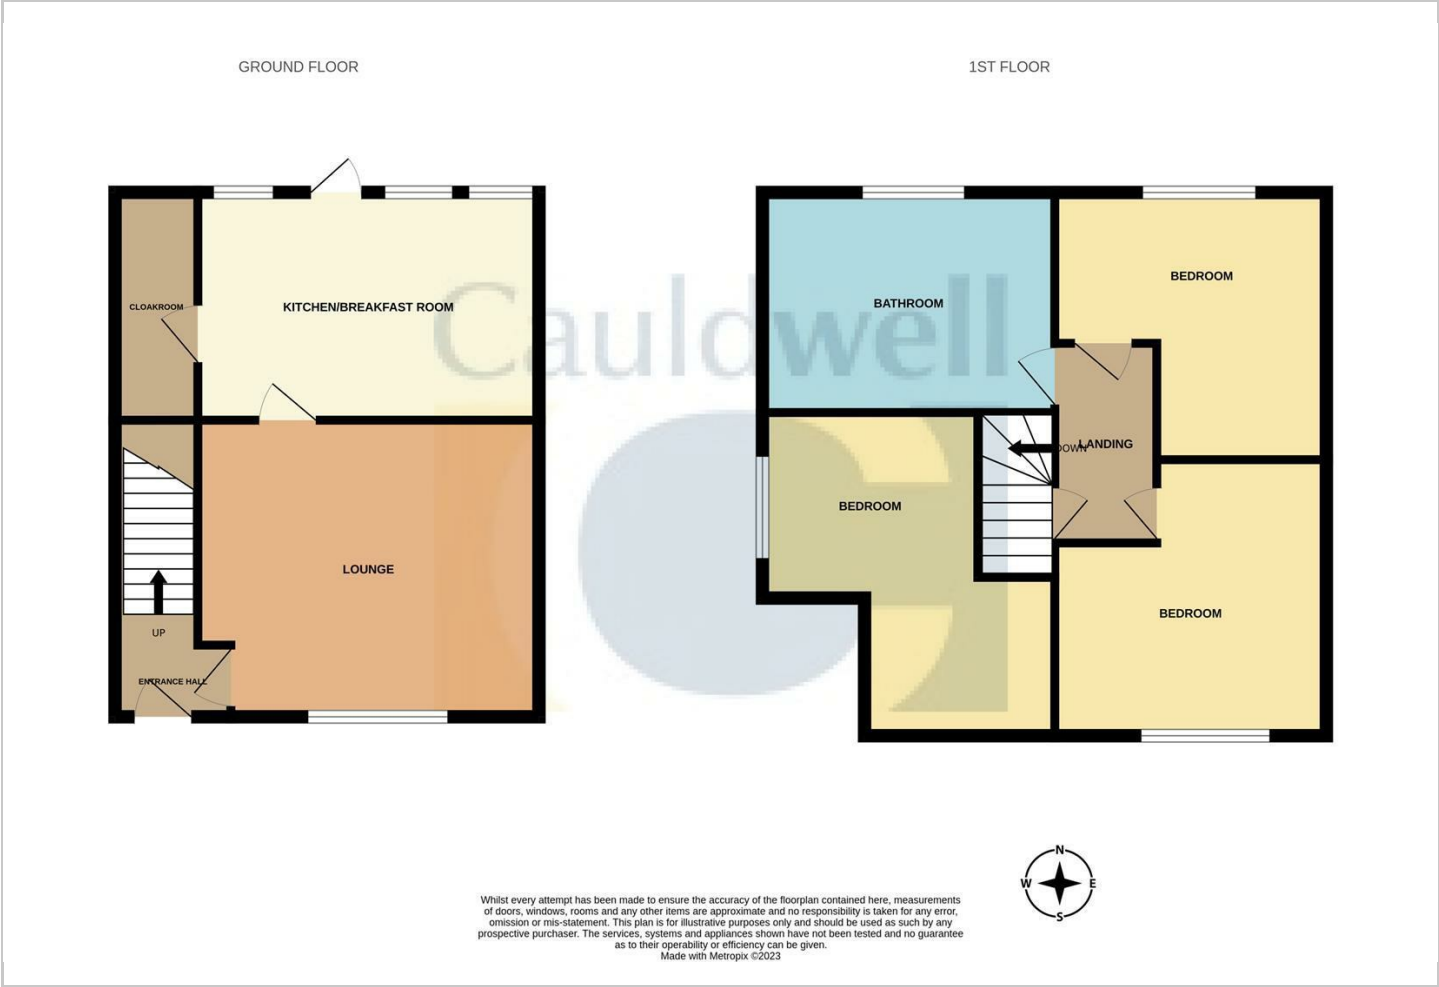 GROUND FLOOR
1ST FLOOR
CLOAKROOM
KITCHEN/BREAKFAST ROOM
LOUNGE
UP
ENTRANCE HALL
BATHROOM
BEDROOM
LANDING
DOWN
BEDROOM
BEDROOM
Cauldwell
N
W
E
S
Whilst every attempt has been made to ensure the accuracy of the floorplan contained here, measurements
of doors, windows, rooms and any other items are approximate and no responsibility is taken for any error,
omission or mis-statement. This plan is for illustrative purposes only and should be used as such by any
prospective purchaser. The services, systems and appliances shown have not been tested and no guarantee
as to their operability or efficiency can be given.
Made with Metropix ©2023